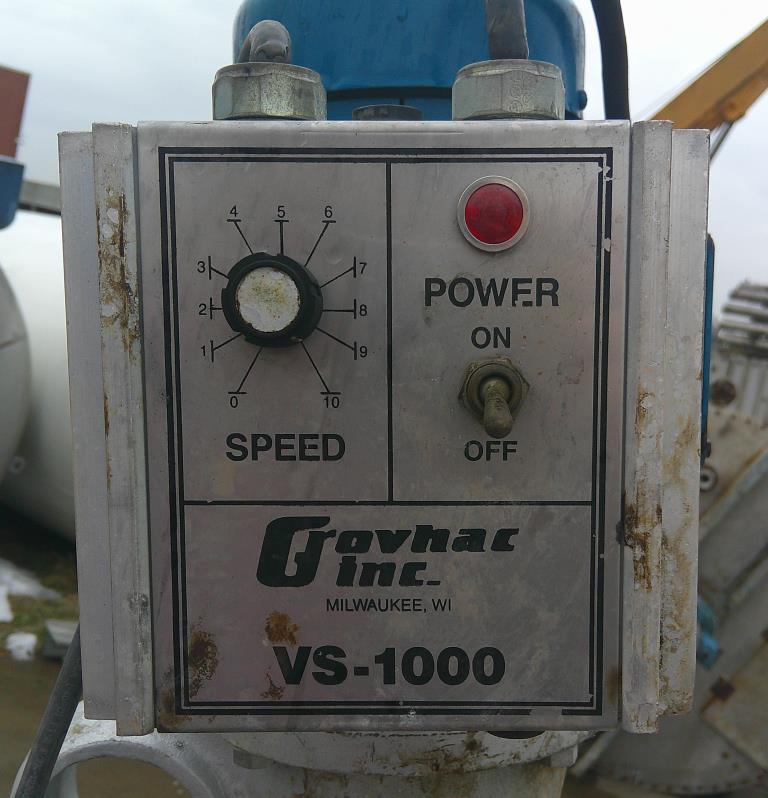 4 5 6
3 7
2 8
1 9
0 10
SPEED
POWER
ON
OFF
Grovhac
inc.
MILWAUKEE, WI
VS-1000